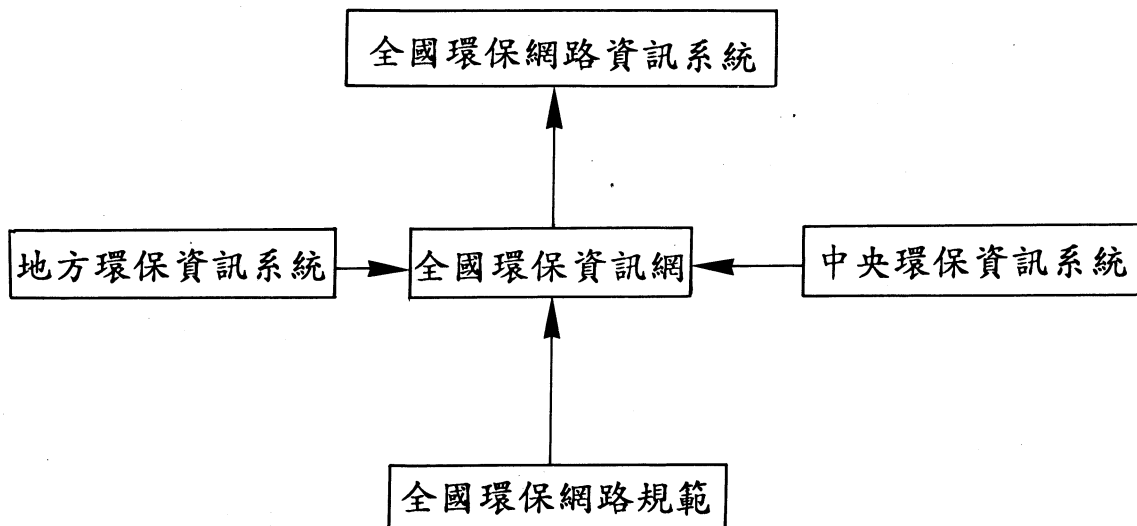 全國環保網路資訊系統
地方環保資訊系統
全國環保資訊網
中央環保資訊系統
全國環保網路規範